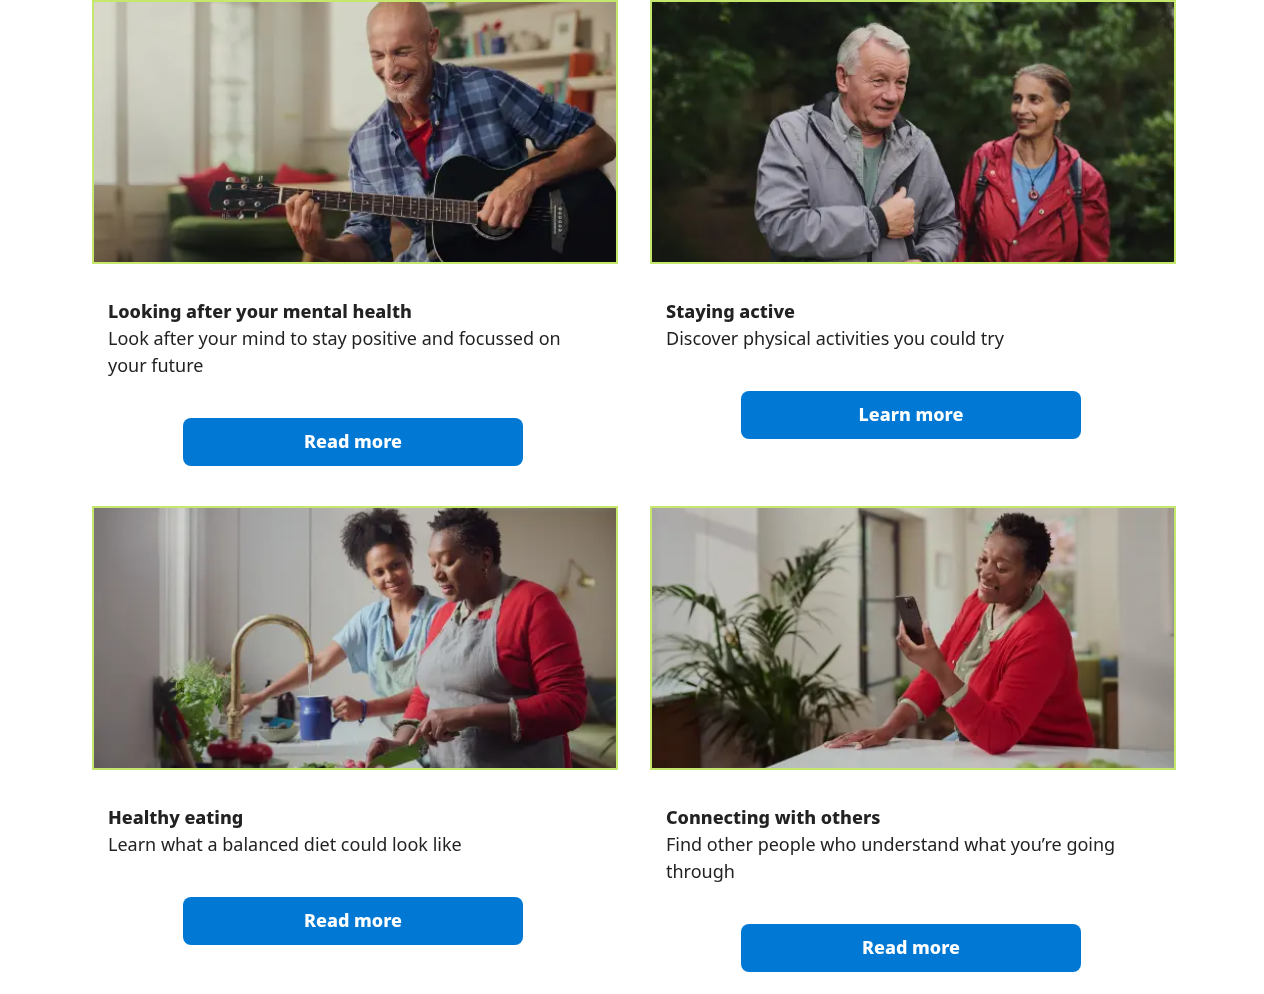 Looking after your mental health
Look after your mind to stay positive and focussed on
your future
Read more
Staying active
Discover physical activities you could try
Learn more
Healthy eating
Learn what a balanced diet could look like
Read more
Connecting with others
Find other people who understand what you’re going
through
Read more